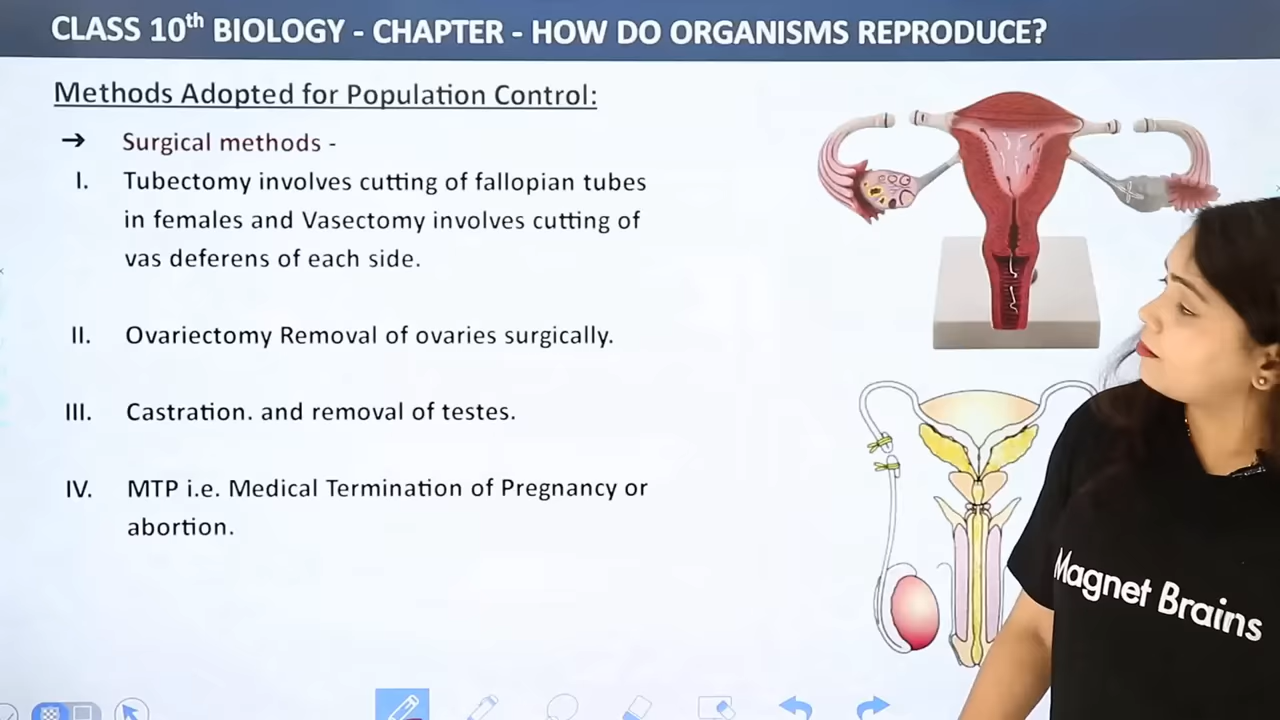 CLASS 10th BIOLOGY - CHAPTER - HOW DO ORGANISMS REPRODUCE?
Methods Adopted for Population Control:
→ Surgical methods -
I. Tubectomy involves cutting of fallopian tubes
in females and Vasectomy involves cutting of
vas deferens of each side.
II. Ovariectomy Removal of ovaries surgically.
III. Castration. and removal of testes.
IV. MTP i.e. Medical Termination of Pregnancy or
abortion.
Magnet Brains